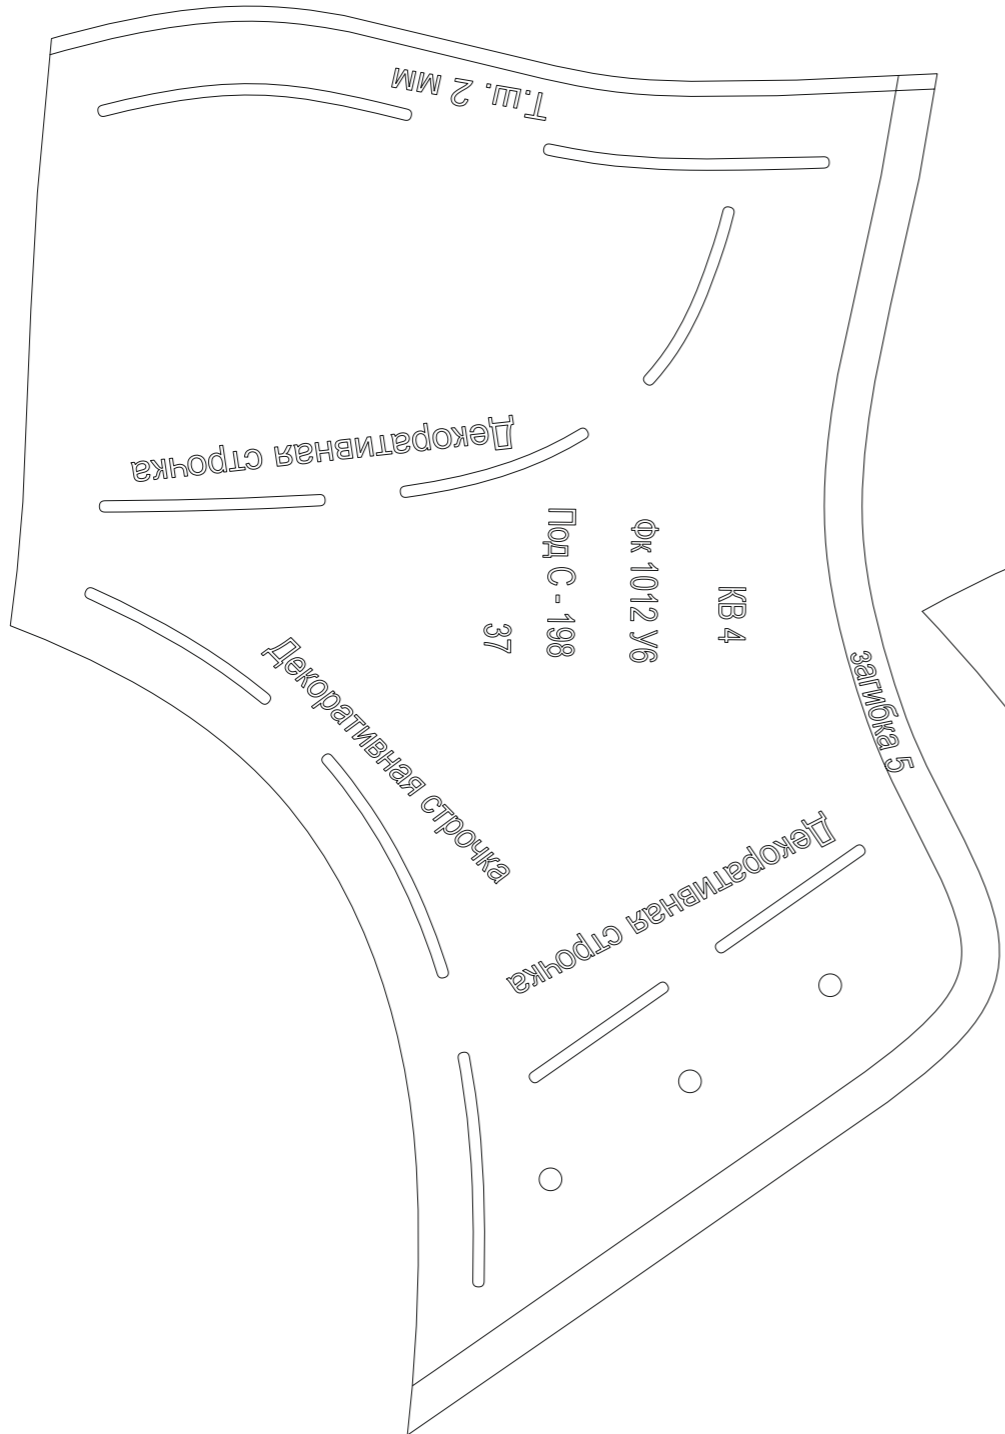 Т.ш. 2 мм
Декоративная строчка
КВ 4
Фк 1012 У6
Под С - 198
37
загибка 5
Декоративная строчка
Декоративная строчка